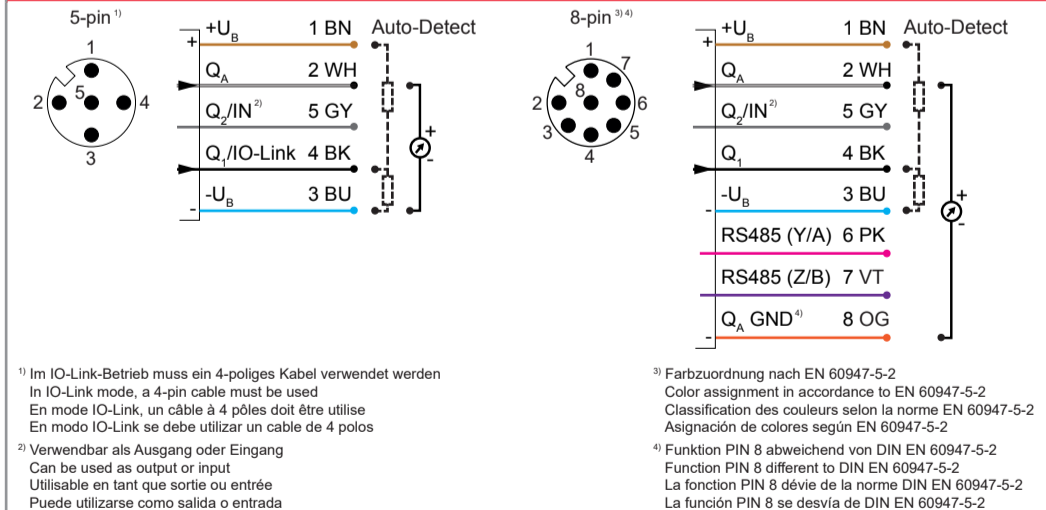 5-pin 1)
1
2
5
4
3
+U_B 1 BN Auto-Detect
+
Q_A 2 WH
Q_2/IN 2) 5 GY
+
Q_1/IO-Link 4 BK
-
-U_B 3 BU
-
8-pin 3) 4)
1
7
8
2
6
3
5
4
+U_B 1 BN Auto-Detect
+
Q_A 2 WH
Q_2/IN 2) 5 GY
Q_1 4 BK
-U_B 3 BU
+
-
-
RS485 (Y/A) 6 PK
RS485 (Z/B) 7 VT
Q_A GND 4) 8 OG
-
1) Im IO-Link-Betrieb muss ein 4-poliges Kabel verwendet werden
In IO-Link mode, a 4-pin cable must be used
En mode IO-Link, un câble à 4 pôles doit être utilise
En modo IO-Link se debe utilizar un cable de 4 polos
2) Verwendbar als Ausgang oder Eingang
Can be used as output or input
Utilisable en tant que sortie ou entrée
Puede utilizarse como salida o entrada
3) Farbzuordnung nach EN 60947-5-2
Color assignment in accordance to EN 60947-5-2
Classification des couleurs selon la norme EN 60947-5-2
Asignación de colores según EN 60947-5-2
4) Funktion PIN 8 abweichend von DIN EN 60947-5-2
Function PIN 8 different to DIN EN 60947-5-2
La fonction PIN 8 dévie de la norme DIN EN 60947-5-2
La función PIN 8 se desvía de DIN EN 60947-5-2